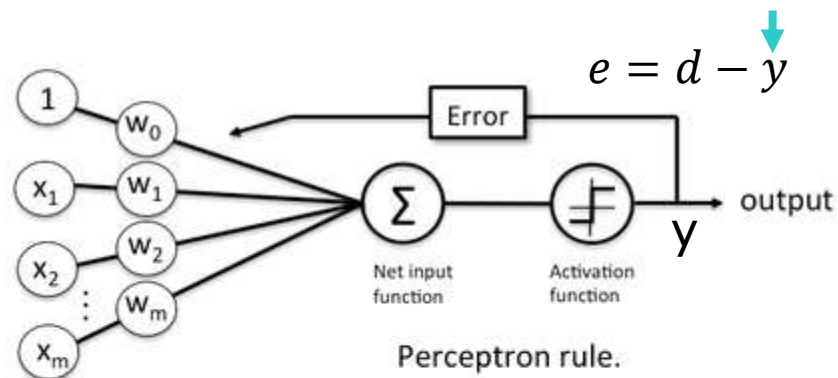 e = d − y
1
w₀
Error
x₁
w₁
Σ
output
y
x₂
w₂
Net input
function
Activation
function
⋮
xₘ
wₘ
Perceptron rule.